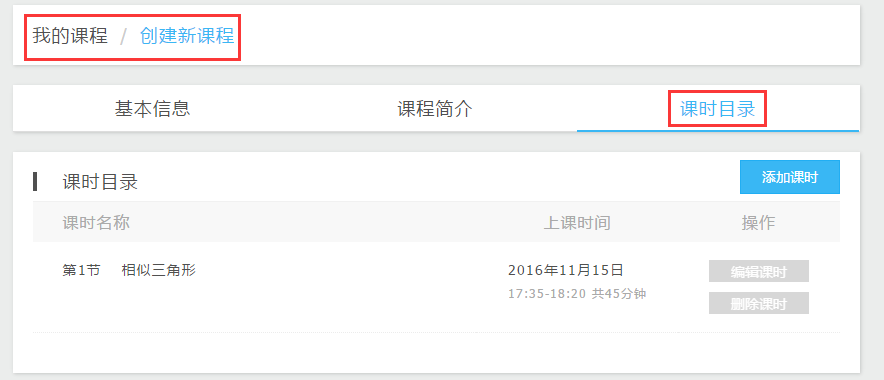 我的课程 / 创建新课程
基本信息 课程简介 课时目录
课时目录 添加课时
课时名称 上课时间 操作
第1节 相似三角形 2016年11月15日 编辑课时
17:35-18:20 共45分钟 删除课时